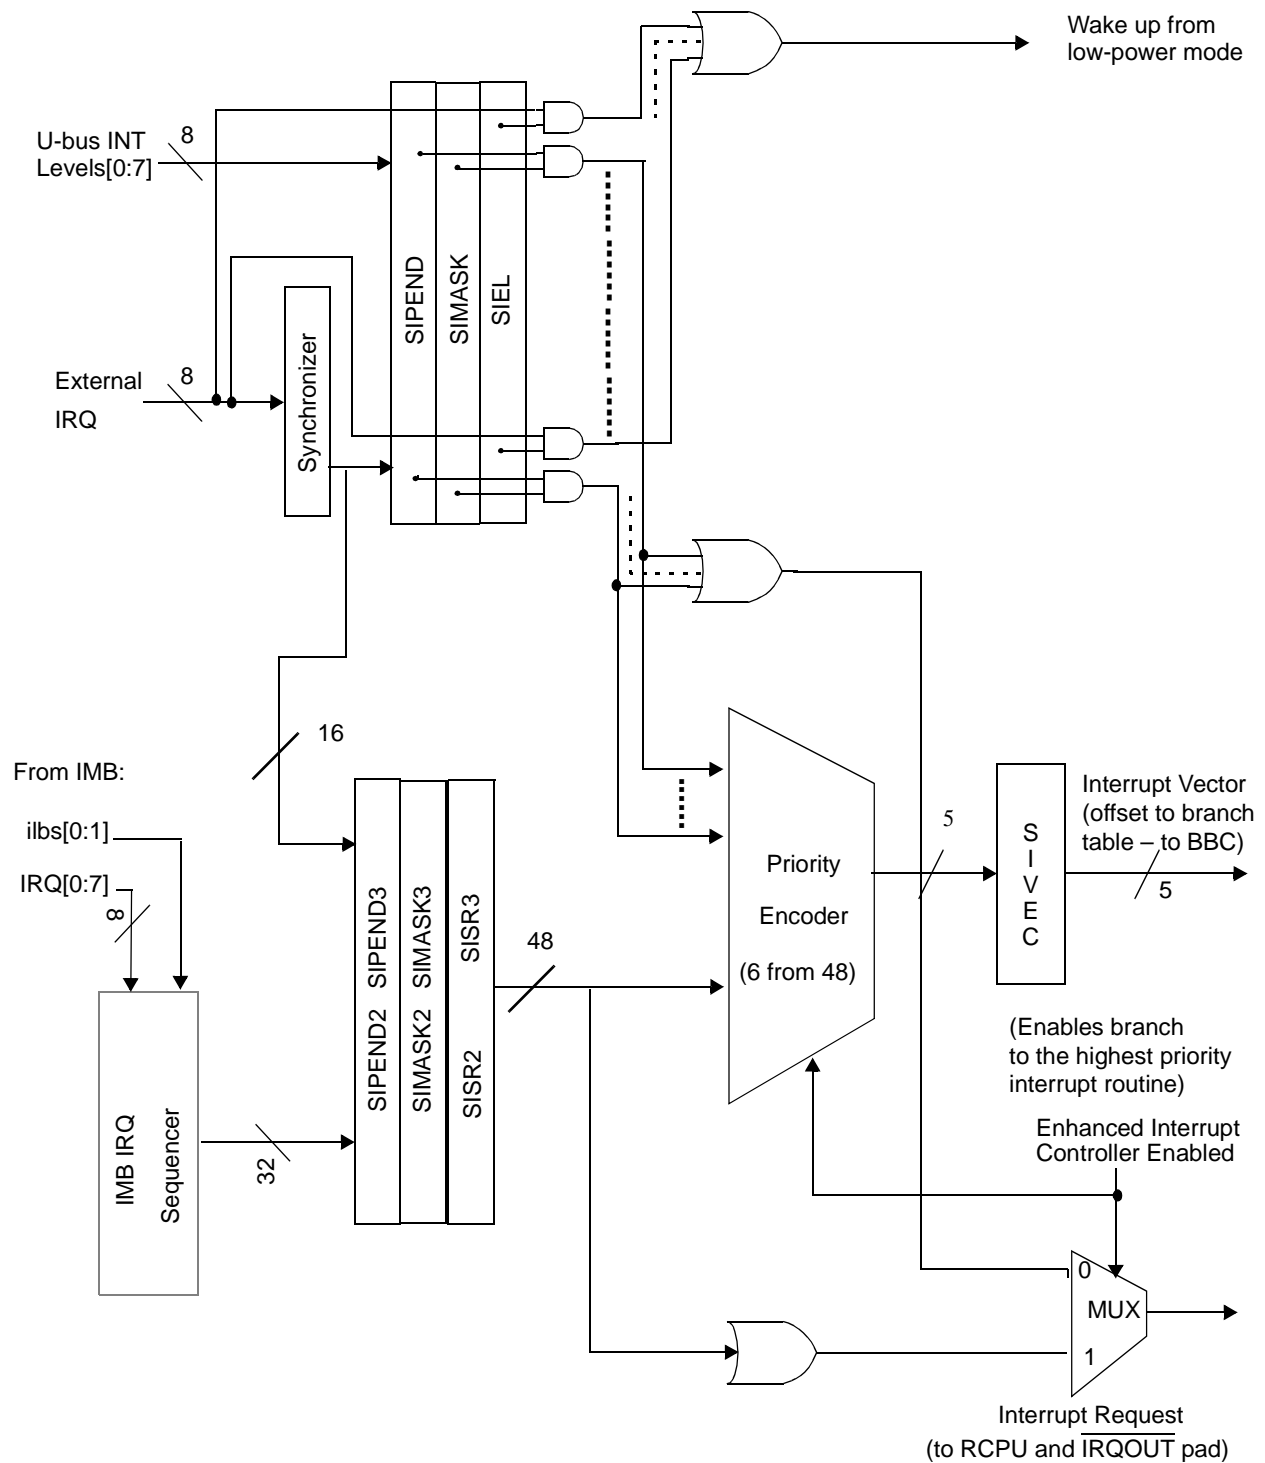 Wake up from
low-power mode
U-bus INT
Levels[0:7]
8
SIPEND
SIMASK
SIEL
External
IRQ
8
Synchronizer
16
From IMB:
ilbs[0:1]
IRQ[0:7]
8
IMB IRQ
Sequencer
32
SIPEND2 SIPEND3
SIMASK2 SIMASK3
SISR2 SISR3
48
Priority
Encoder
(6 from 48)
5
S
I
V
E
C
Interrupt Vector
(offset to branch
table – to BBC)
5
(Enables branch
to the highest priority
interrupt routine)
Enhanced Interrupt
Controller Enabled
0
MUX
1
Interrupt Request
(to RCPU and IRQOUT pad)